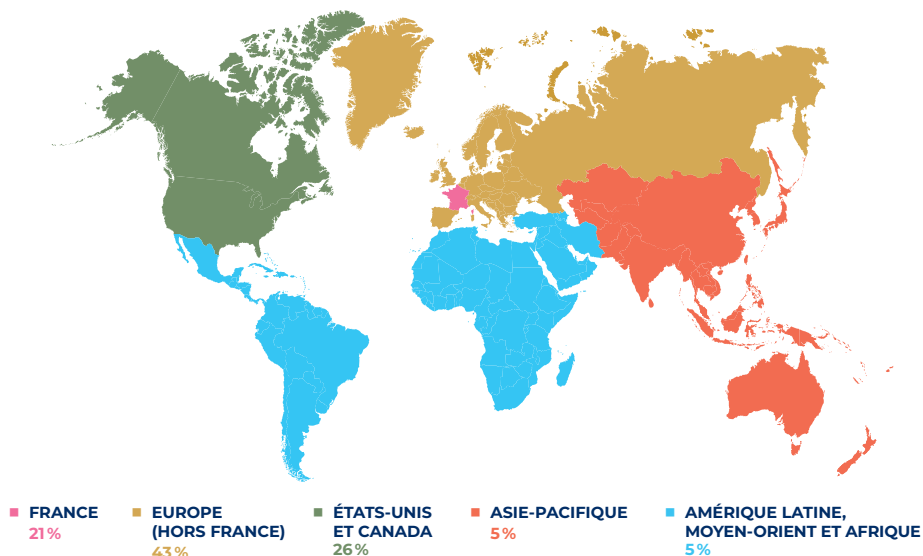 FRANCE
21 %
EUROPE
(HORS FRANCE)
43 %
ÉTATS-UNIS
ET CANADA
26 %
ASIE-PACIFIQUE
5 %
AMÉRIQUE LATINE,
MOYEN-ORIENT ET AFRIQUE
5 %